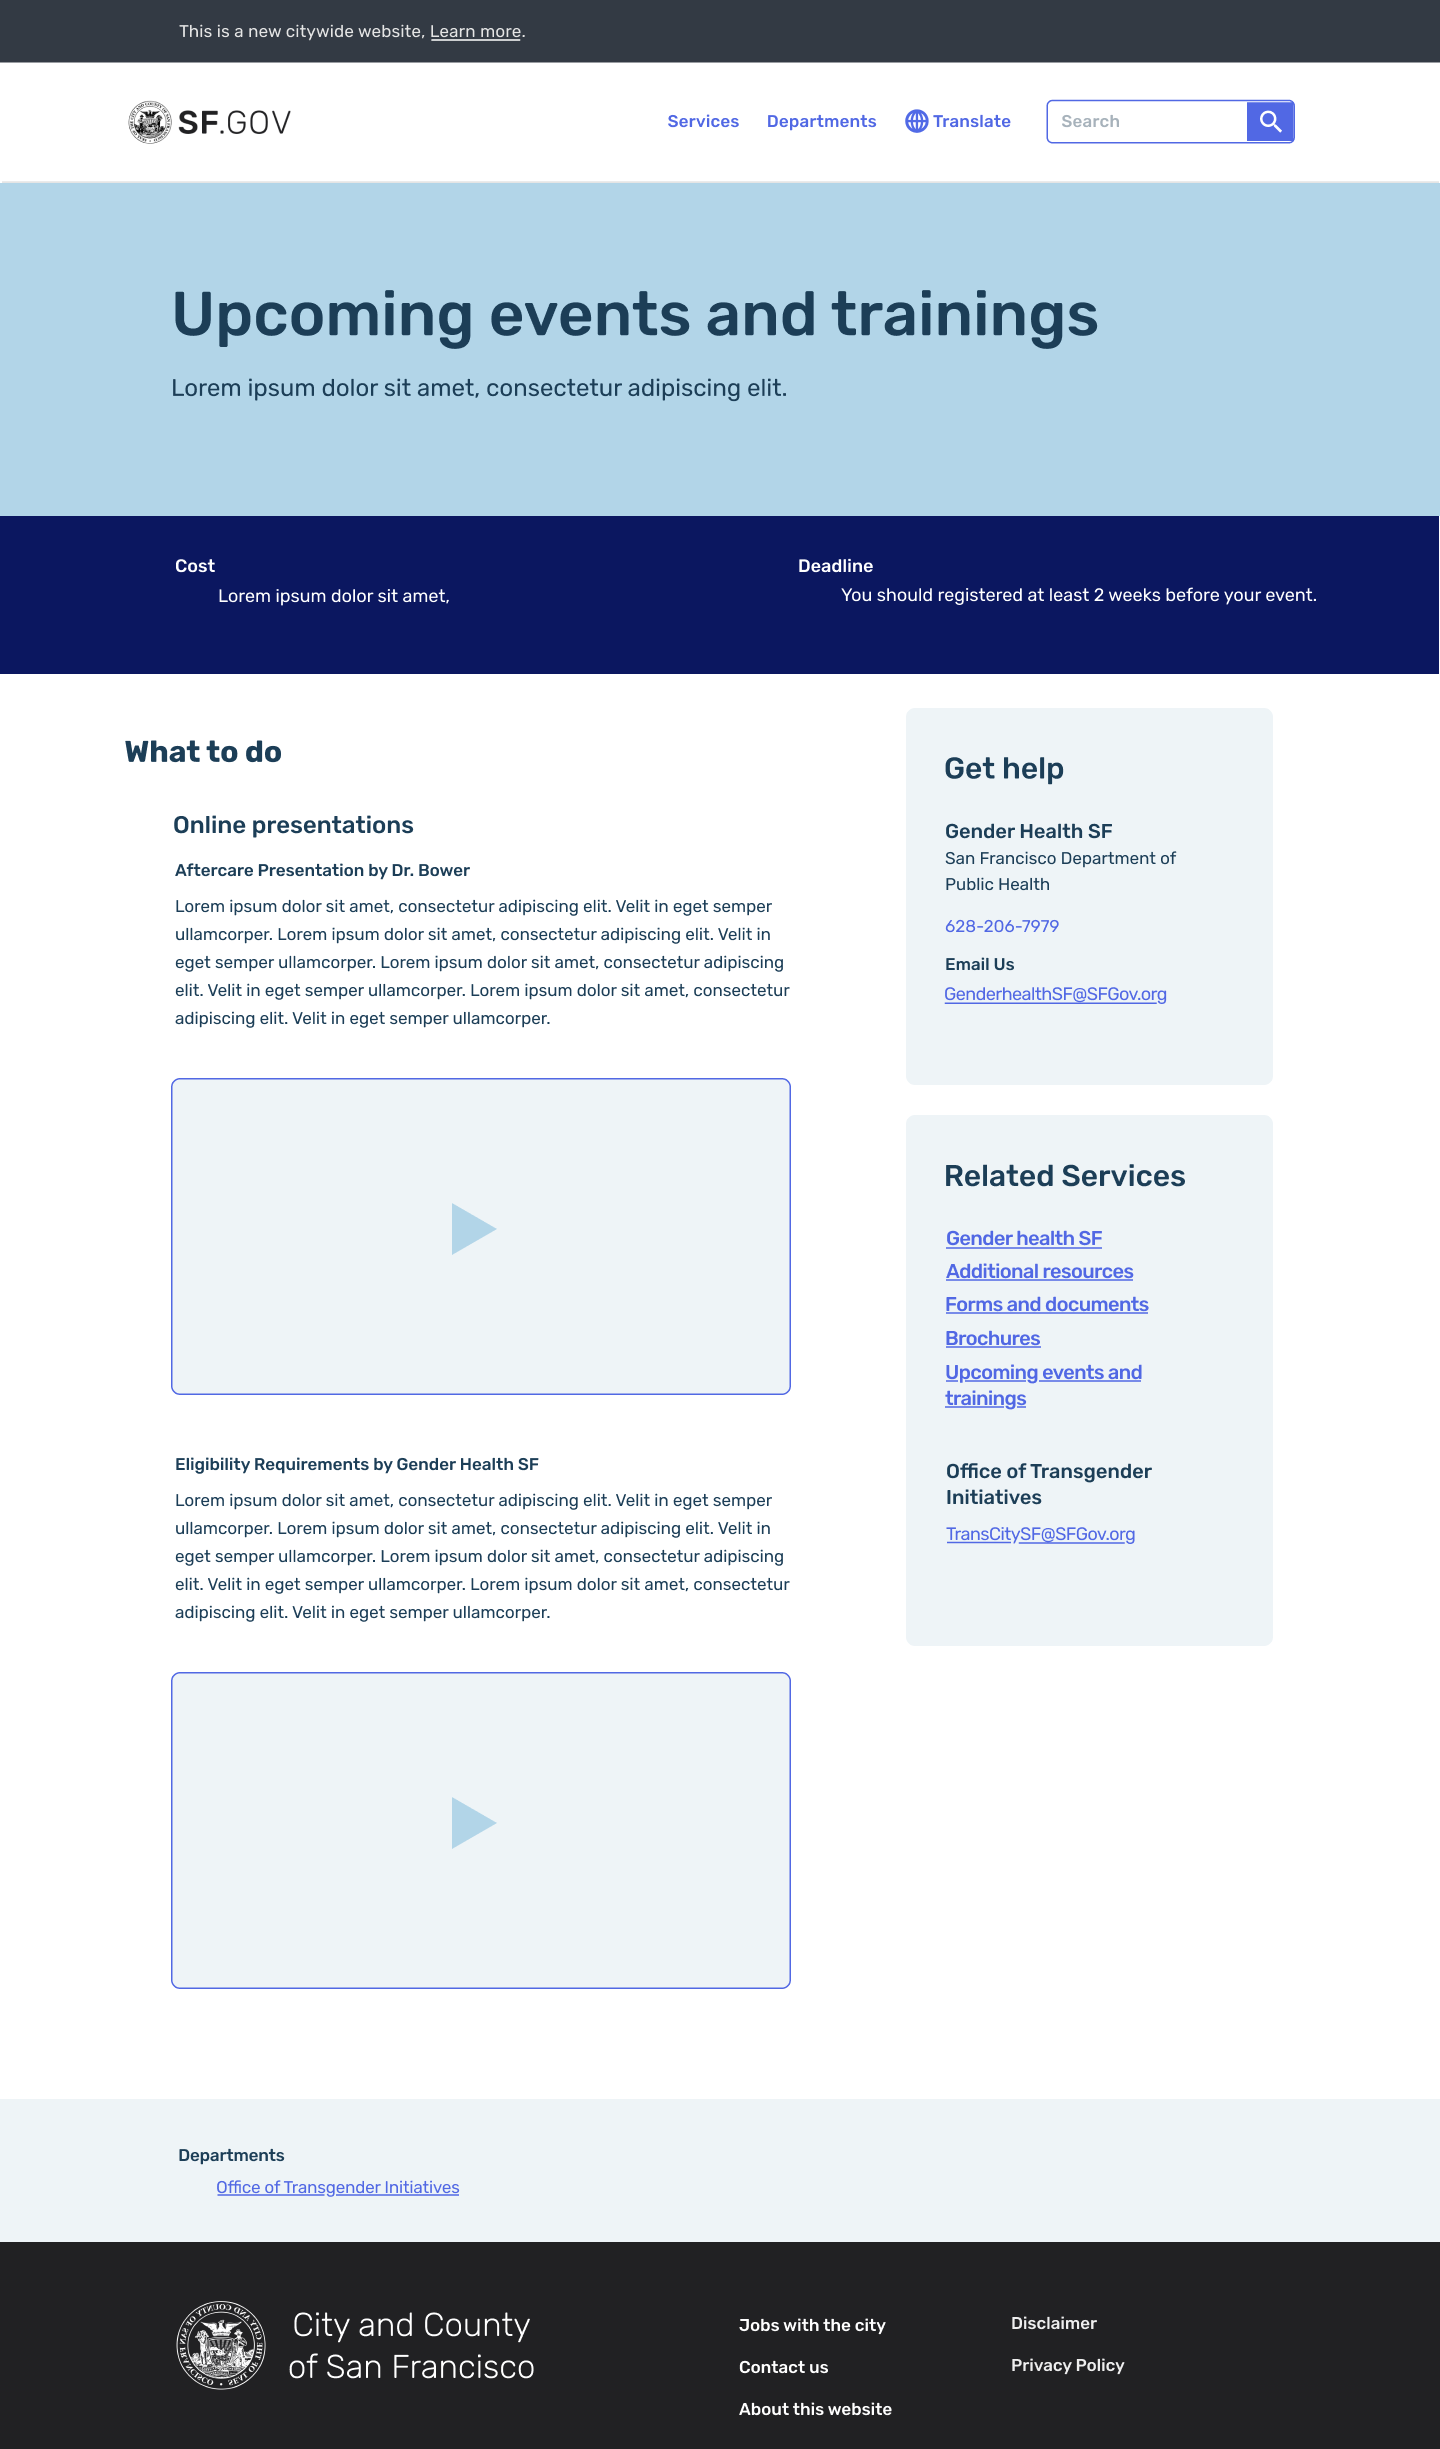 This is a new citywide website, Learn more.
SF.GOV
Services Departments Translate Search
Upcoming events and trainings
Lorem ipsum dolor sit amet, consectetur adipiscing elit.
Cost
Lorem ipsum dolor sit amet,
Deadline
You should registered at least 2 weeks before your event.
What to do
Online presentations
Aftercare Presentation by Dr. Bower
Lorem ipsum dolor sit amet, consectetur adipiscing elit. Velit in eget semper
ullamcorper. Lorem ipsum dolor sit amet, consectetur adipiscing elit. Velit in
eget semper ullamcorper. Lorem ipsum dolor sit amet, consectetur adipiscing
elit. Velit in eget semper ullamcorper. Lorem ipsum dolor sit amet, consectetur
adipiscing elit. Velit in eget semper ullamcorper.
Eligibility Requirements by Gender Health SF
Lorem ipsum dolor sit amet, consectetur adipiscing elit. Velit in eget semper
ullamcorper. Lorem ipsum dolor sit amet, consectetur adipiscing elit. Velit in
eget semper ullamcorper. Lorem ipsum dolor sit amet, consectetur adipiscing
elit. Velit in eget semper ullamcorper. Lorem ipsum dolor sit amet, consectetur
adipiscing elit. Velit in eget semper ullamcorper.
Get help
Gender Health SF
San Francisco Department of
Public Health
628-206-7979
Email Us
GenderhealthSF@SFGov.org
Related Services
Gender health SF
Additional resources
Forms and documents
Brochures
Upcoming events and
trainings
Office of Transgender
Initiatives
TransCitySF@SFGov.org
Departments
Office of Transgender Initiatives
City and County
of San Francisco
Jobs with the city
Contact us
About this website
Disclaimer
Privacy Policy